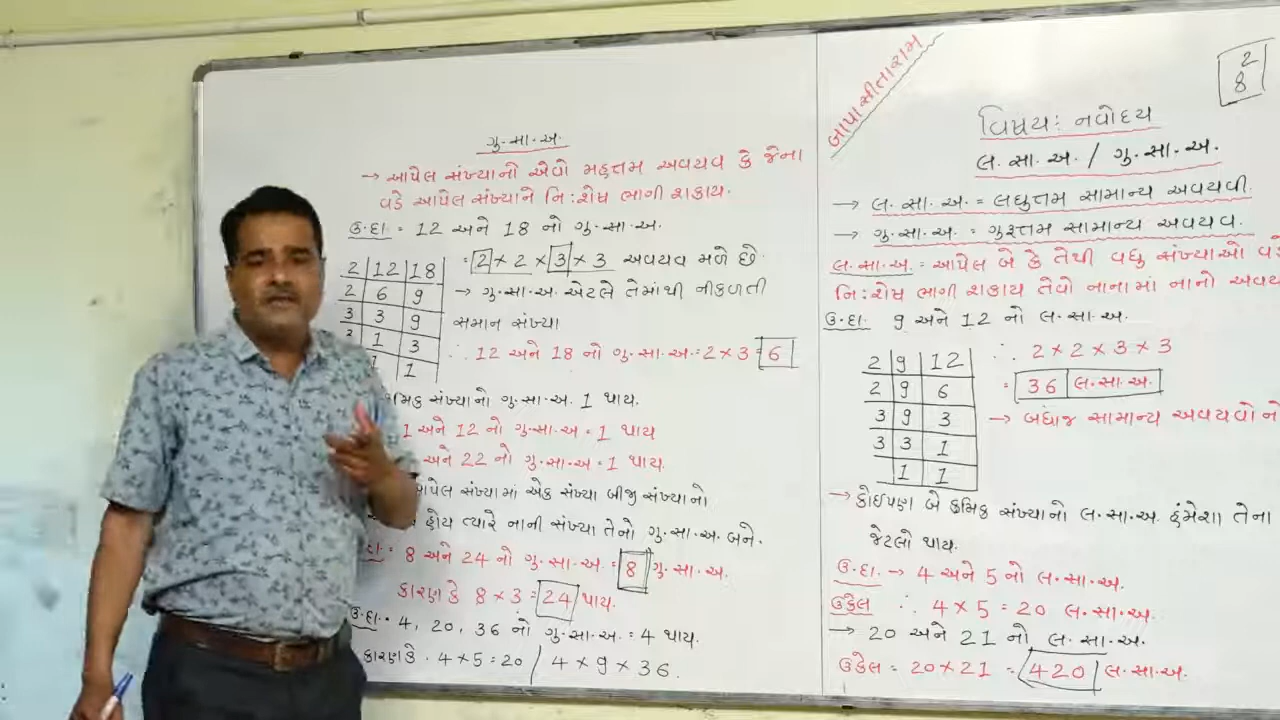 ગુ.સા.અ.
→ આપેલ સંખ્યાનો એવો મહત્તમ અવયવ કે જેના
વડે આપેલ સંખ્યાને નિ:શેષ ભાગી શકાય.
ઉ.દા. = 12 અને 18 નો ગુ.સા.અ.
2 12 18
2 6 9
3 3 9
3 1 3
1 1
= 2 × 2 × 3 × 3 અવયવ મળે છે.
→ ગુ.સા.અ. એટલે તેમાંથી નીકળતી
સમાન સંખ્યા
∴ 12 અને 18 નો ગુ.સા.અ. = 2 × 3 = 6
સંખ્યાનો ગુ.સા.અ. 1 થાય.
1 અને 12 નો ગુ.સા.અ = 1 થાય
અને 22 નો ગુ.સા.અ = 1 થાય.
આપેલ સંખ્યામાં એક સંખ્યા બીજી સંખ્યાનો
હોય ત્યારે નાની સંખ્યા તેનો ગુ.સા.અ. બને.
= 8 અને 24 નો ગુ.સા.અ. = 8 ગુ.સા.અ.
કારણ કે 8 × 3 = 24 થાય.
ઉ.દા. 4, 20, 36 નો ગુ.સા.અ. = 4 થાય.
કારણકે. 4 × 5 = 20 / 4 × 9 × 36.
બાપા સીતારામ
2
8
વિષય: નવોદય
લ.સા.અ. / ગુ.સા.અ.
→ લ.સા.અ. = લઘુત્તમ સામાન્ય અવયવી.
→ ગુ.સા.અ. = ગુરુત્તમ સામાન્ય અવયવ.
લ.સા.અ. = આપેલ બે કે તેથી વધુ સંખ્યાઓ
નિ:શેષ ભાગી શકાય તેવો નાનામાં નાનો
ઉ.દા. 9 અને 12 નો લ.સા.અ.
2 9 12
2 9 6
3 9 3
3 3 1
1 1
∴ 2 × 2 × 3 × 3
= 36 લ.સા.અ.
→ બધાજ સામાન્ય અવયવો
→ કોઈપણ બે ક્રમિક સંખ્યાનો લ.સા.અ. હંમેશા તેના
જેટલો થાય.
ઉ.દા. → 4 અને 5 નો લ.સા.અ.
ઉકેલ ∴ 4 × 5 = 20 લ.સા.અ.
→ 20 અને 21 નો લ.સા.અ.
ઉકેલ = 20 × 21 = 420 લ.સા.અ.